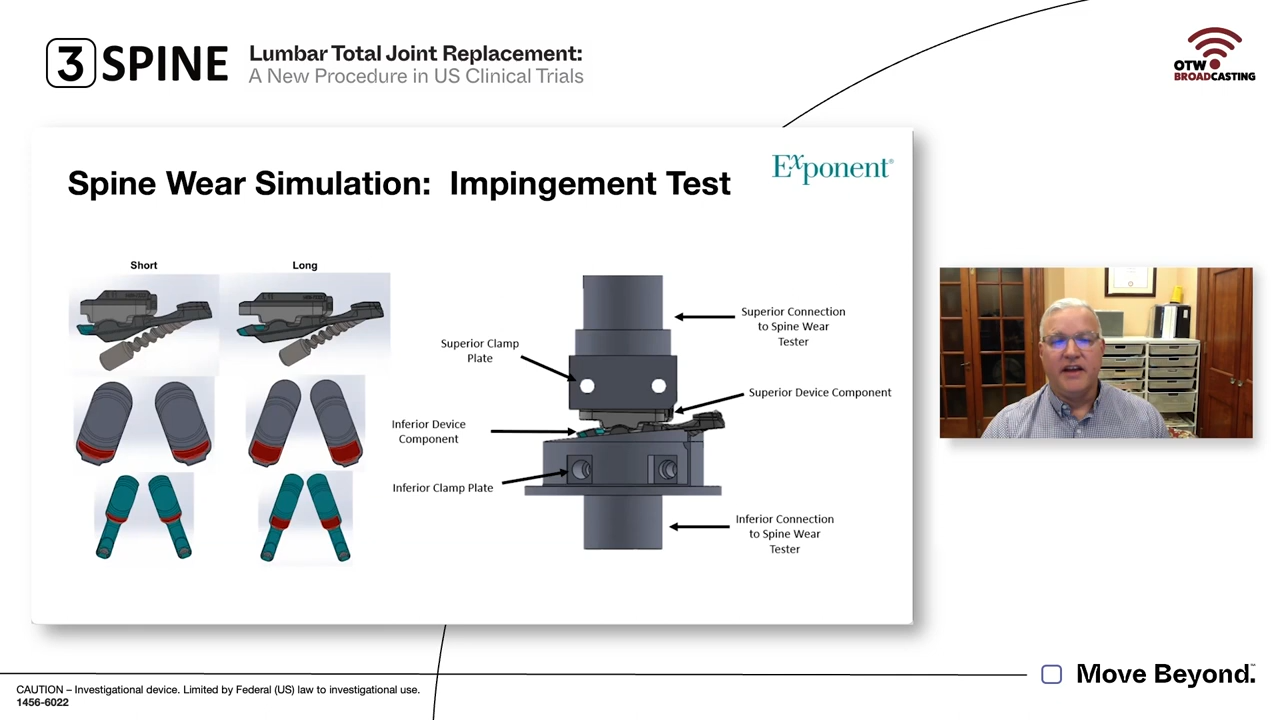 3 SPINE
Lumbar Total Joint Replacement:
A New Procedure in US Clinical Trials
OTW
BROADCASTING
Spine Wear Simulation: Impingement Test
Exponent®
Short
Long
Superior Connection
to Spine Wear
Tester
Superior Clamp
Plate
Superior Device Component
Inferior Device
Component
Inferior Clamp Plate
Inferior Connection
to Spine Wear
Tester
Move Beyond.™
CAUTION – Investigational device. Limited by Federal (US) law to investigational use.
1456-6022